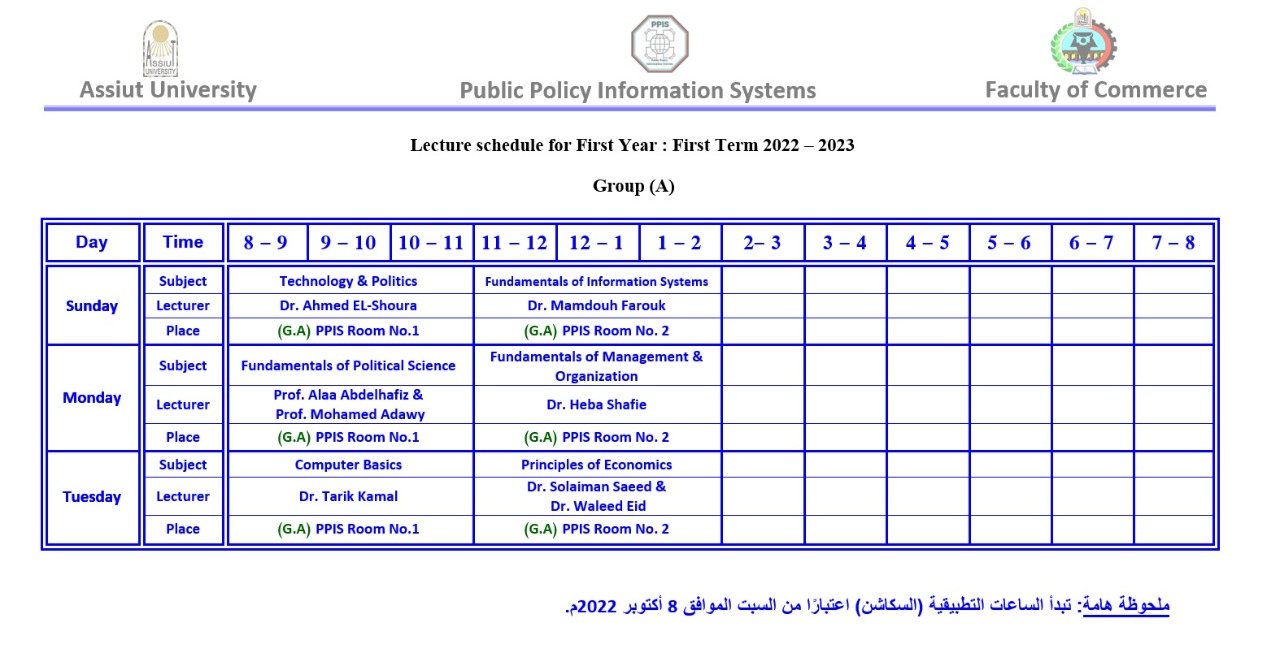 ASSIUT
UNIVERSITY
PPIS
Assiut University
Public Policy Information Systems
Faculty of Commerce
Lecture schedule for First Year : First Term 2022 – 2023
Group (A)
Day Time 8 – 9 9 – 10 10 – 11 11 – 12 12 – 1 1 – 2 2– 3 3 – 4 4 – 5 5 – 6 6 – 7 7 – 8
Sunday
Subject Technology & Politics Fundamentals of Information Systems
Lecturer Dr. Ahmed EL-Shoura Dr. Mamdouh Farouk
Place (G.A) PPIS Room No.1 (G.A) PPIS Room No. 2
Monday
Subject Fundamentals of Political Science Fundamentals of Management &
Organization
Lecturer Prof. Alaa Abdelhafiz & Dr. Heba Shafie
Prof. Mohamed Adawy
Place (G.A) PPIS Room No.1 (G.A) PPIS Room No. 2
Tuesday
Subject Computer Basics Principles of Economics
Lecturer Dr. Tarik Kamal Dr. Solaiman Saeed &
Dr. Waleed Eid
Place (G.A) PPIS Room No.1 (G.A) PPIS Room No. 2
ملحوظة هامة: تبدأ الساعات التطبيقية (السكاشن) اعتبارًا من السبت الموافق 8 أكتوبر 2022م.